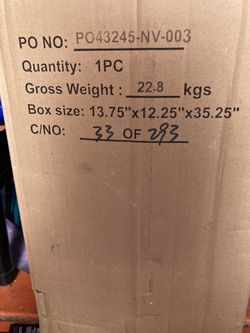 PO NO: PO43245-NV-003
Quantity: 1PC
Gross Weight : 22.8 kgs
Box size: 13.75"x12.25"x35.25"
C/NO: 33 OF 293